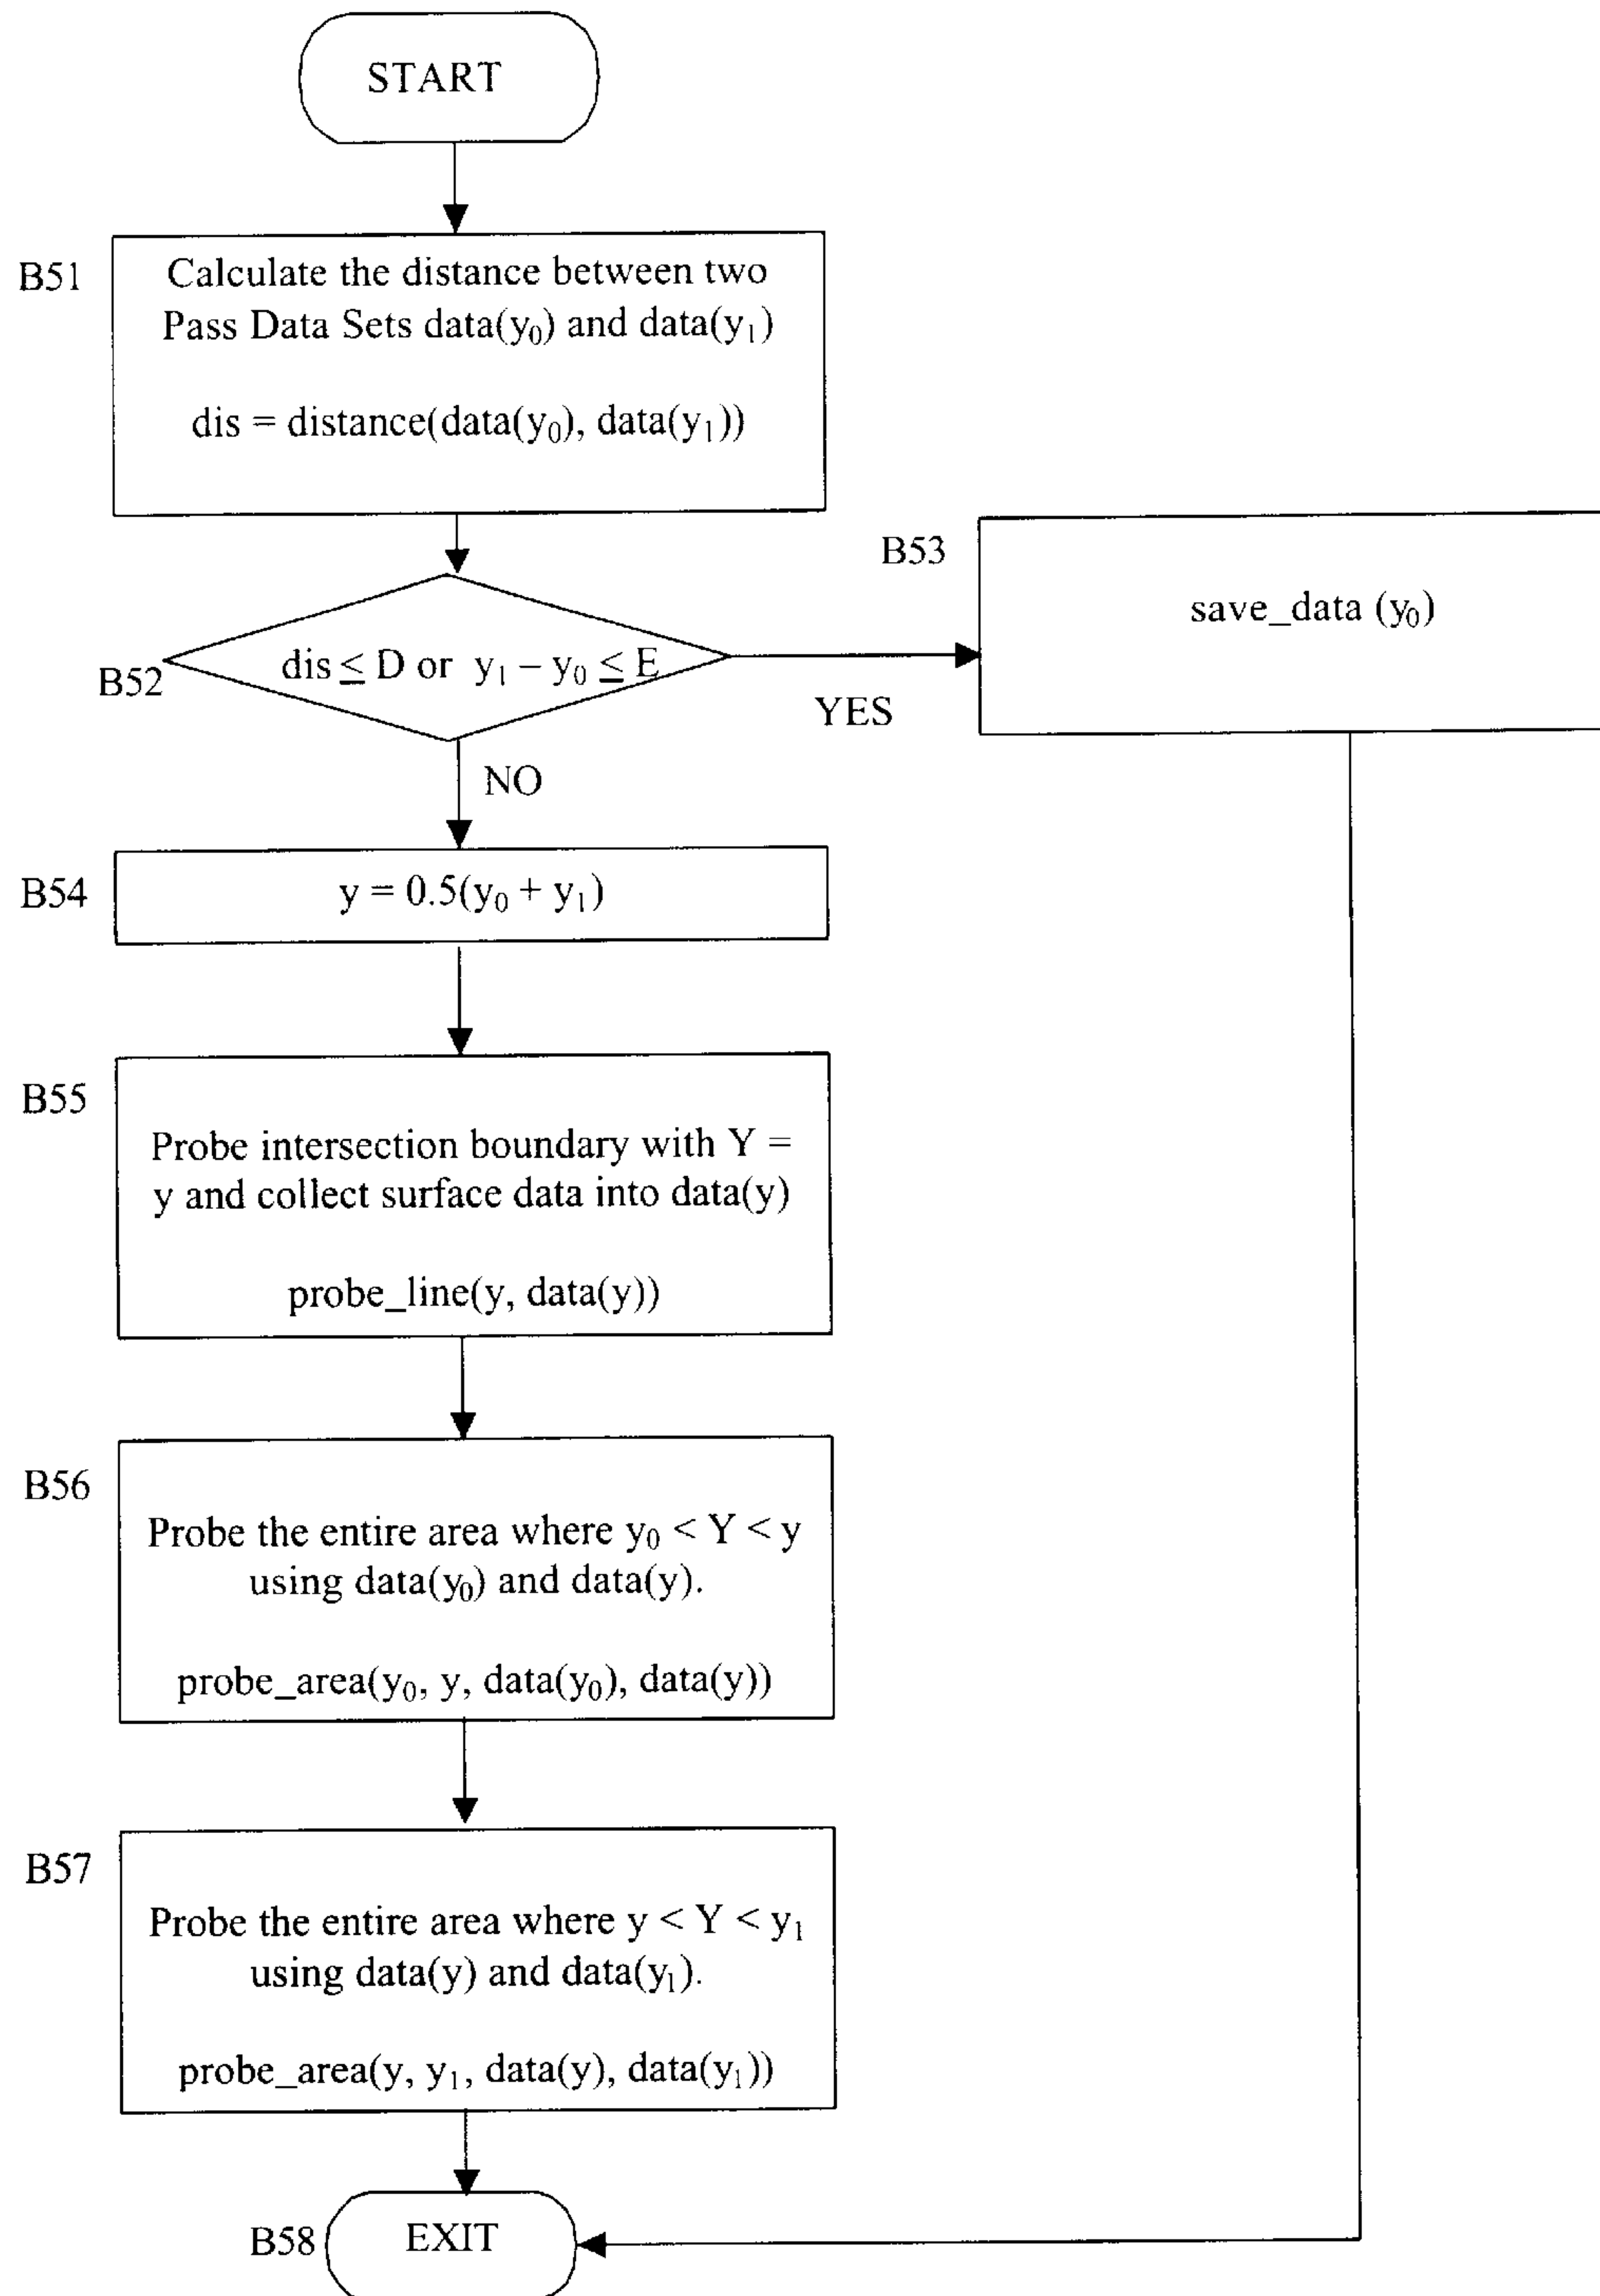 START
B51
Calculate the distance between two
Pass Data Sets data(y₀) and data(y₁)
dis = distance(data(y₀), data(y₁))
B52
dis ≤ D or y₁ – y₀ ≤ E
YES
B53
save_data (y₀)
NO
B54
y = 0.5(y₀ + y₁)
B55
Probe intersection boundary with Y =
y and collect surface data into data(y)
probe_line(y, data(y))
B56
Probe the entire area where y₀ < Y < y
using data(y₀) and data(y).
probe_area(y₀, y, data(y₀), data(y))
B57
Probe the entire area where y < Y < y₁
using data(y) and data(y₁).
probe_area(y, y₁, data(y), data(y₁))
B58
EXIT